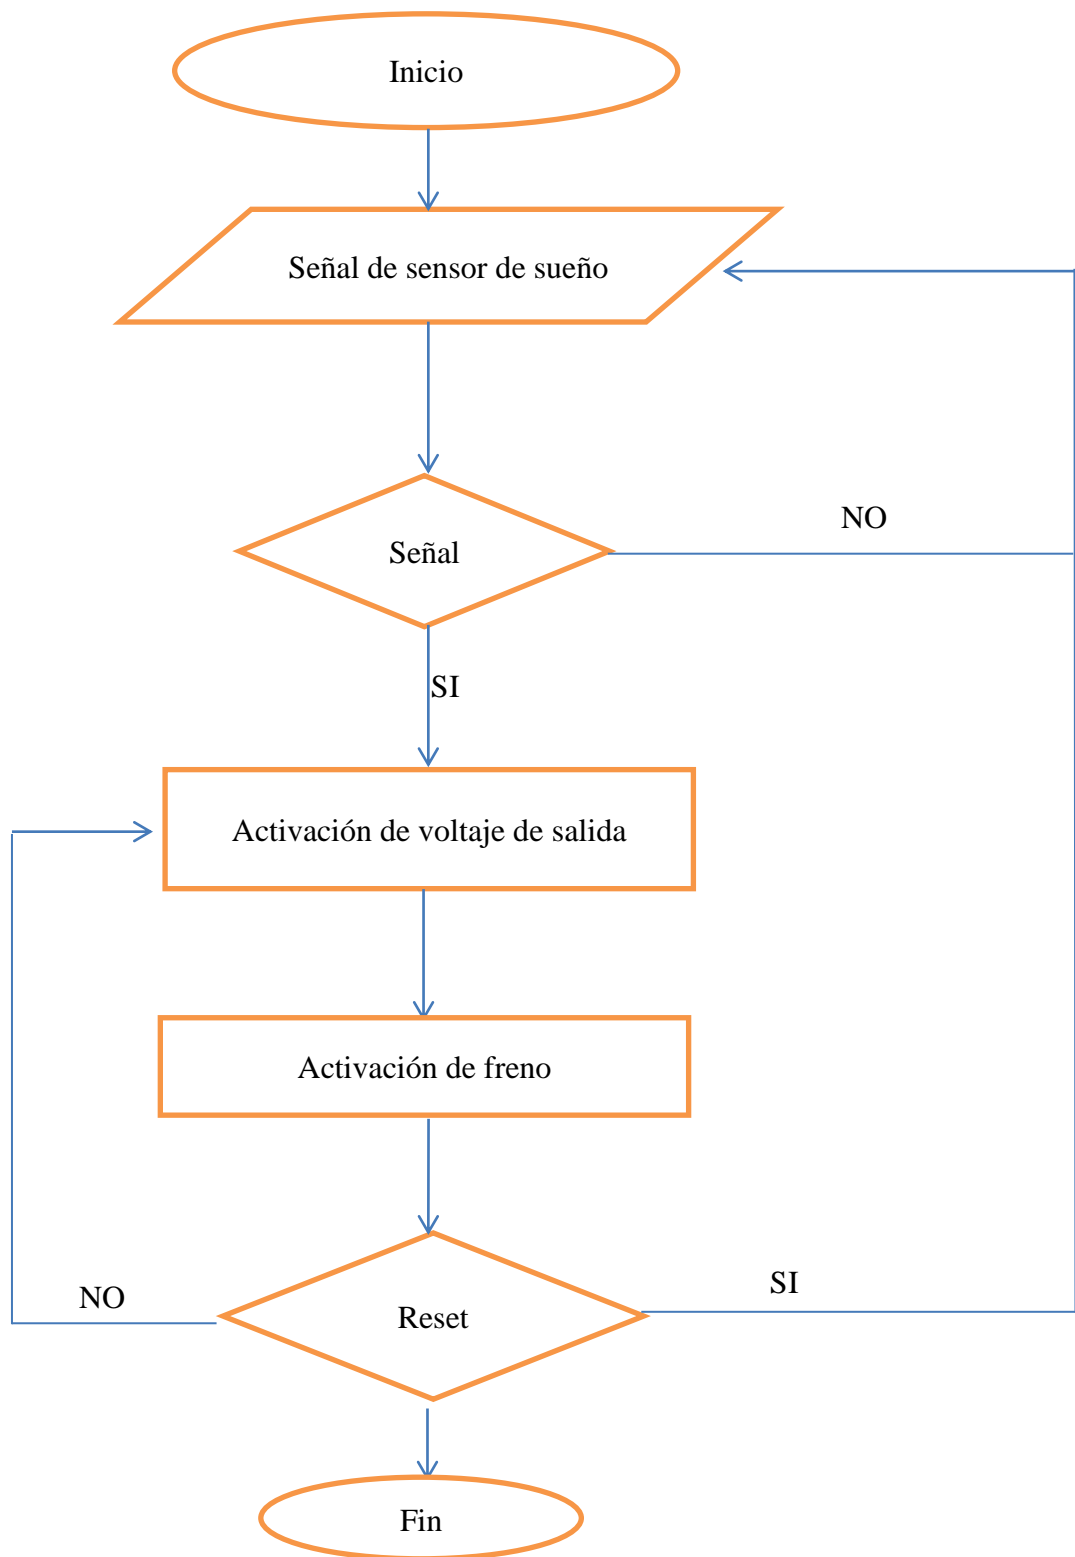 Inicio
Señal de sensor de sueño
NO
Señal
SI
Activación de voltaje de salida
Activación de freno
SI
NO
Reset
Fin